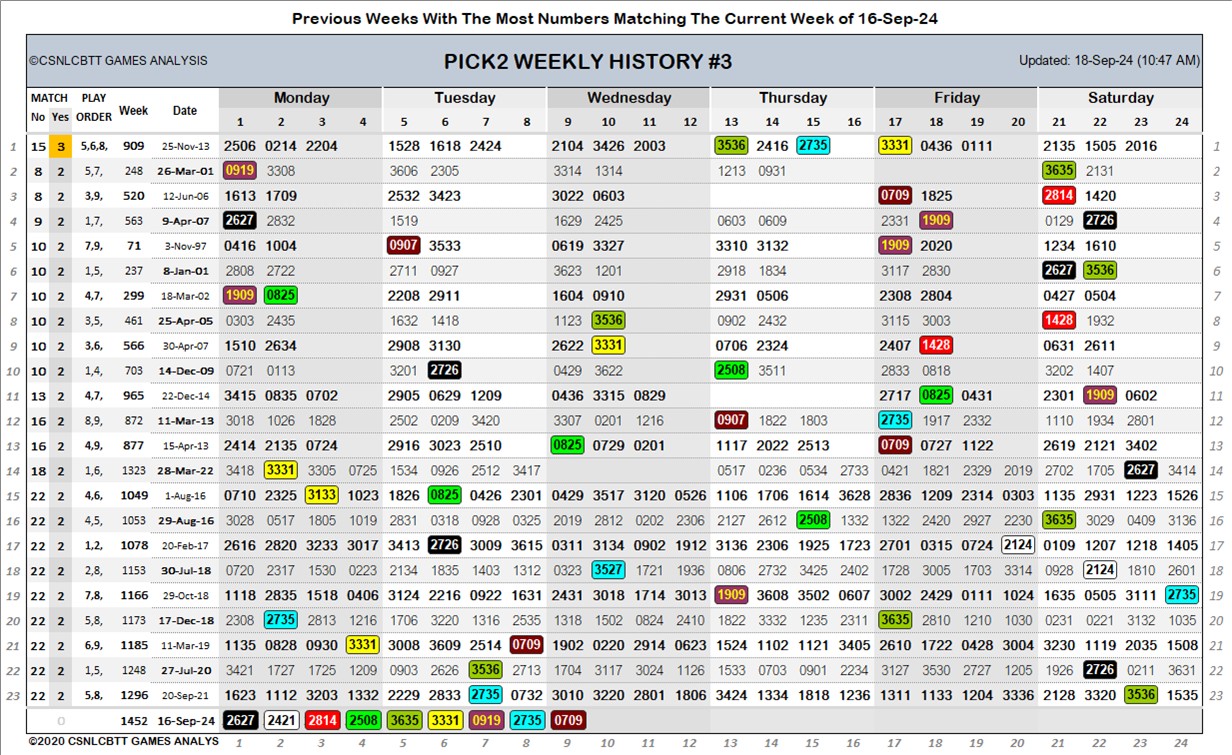 Previous Weeks With The Most Numbers Matching The Current Week of 16-Sep-24
©CSNLCBTT GAMES ANALYSIS PICK2 WEEKLY HISTORY #3 Updated: 18-Sep-24 (10:47 AM)
MATCH PLAY Week Date Monday Tuesday Wednesday Thursday Friday Saturday
No Yes ORDER 1 2 3 4 5 6 7 8 9 10 11 12 13 14 15 16 17 18 19 20 21 22 23 24
1 15 3 5,6,8, 909 25-Nov-13 2506 0214 2204 1528 1618 2424 2104 3426 2003 3536 2416 2735 3331 0436 0111 2135 1505 2016 1
2 8 2 5,7, 248 26-Mar-01 0919 3308 3606 2305 3314 1314 1213 0931 3635 2131 2
3 8 2 3,9, 520 12-Jun-06 1613 1709 2532 3423 3022 0603 0709 1825 2814 1420 3
4 9 2 1,7, 563 9-Apr-07 2627 2832 1519 1629 2425 0603 0609 2331 1909 0129 2726 4
5 10 2 7,9, 71 3-Nov-97 0416 1004 0907 3533 0619 3327 3310 3132 1909 2020 1234 1610 5
6 10 2 1,5, 237 8-Jan-01 2808 2722 2711 0927 3623 1201 2918 1834 3117 2830 2627 3536 6
7 10 2 4,7, 299 18-Mar-02 1909 0825 2208 2911 1604 0910 2931 0506 2308 2804 0427 0504 7
8 10 2 3,5, 461 25-Apr-05 0303 2435 1632 1418 1123 3536 0902 2432 3115 3003 1428 1932 8
9 10 2 3,6, 566 30-Apr-07 1510 2634 2908 3130 2622 3331 0706 2324 2407 1428 0631 2611 9
10 10 2 1,4, 703 14-Dec-09 0721 0113 3201 2726 0429 3622 2508 3511 2833 0818 3202 1407 10
11 13 2 4,7, 965 22-Dec-14 3415 0835 0702 2905 0629 1209 0436 3315 0829 2717 0825 0431 2301 1909 0602 11
12 16 2 8,9, 872 11-Mar-13 3018 1026 1828 2502 0209 3420 3307 0201 1216 0907 1822 1803 2735 1917 2332 1110 1934 2801 12
13 16 2 4,9, 877 15-Apr-13 2414 2135 0724 2916 3023 2510 0825 0729 0201 1117 2022 2513 0709 0727 1122 2619 2121 3402 13
14 18 2 1,6, 1323 28-Mar-22 3418 3331 3305 0725 1534 0926 2512 3417 0517 0236 0534 2733 0421 1821 2329 2019 2702 1705 2627 3414 14
15 22 2 4,6, 1049 1-Aug-16 0710 2325 3133 1023 1826 0825 0426 2301 0429 3517 3120 0526 1106 1706 1614 3628 2836 1209 2314 0303 1135 2931 1223 1526 15
16 22 2 4,5, 1053 29-Aug-16 3028 0517 1805 1019 2831 0318 0928 0325 2019 2812 0202 2306 2127 2612 2508 1332 1322 2420 2927 2230 3635 3029 0409 3136 16
17 22 2 1,2, 1078 20-Feb-17 2616 2820 3233 3017 3413 2726 3009 3615 0311 3134 0902 1912 3136 2306 1925 1723 2701 0315 0724 2124 0109 1207 1218 1405 17
18 22 2 2,8, 1153 30-Jul-18 0720 2317 1530 0223 2134 1835 1403 1312 0323 3527 1721 1936 0806 2732 3425 2402 1728 3005 1703 3314 0928 2124 1810 2601 18
19 22 2 7,8, 1166 29-Oct-18 1118 2835 1518 0406 3124 2216 0922 1631 2431 3018 1714 3013 1909 3608 3502 0607 3002 2429 0111 1024 1635 0505 3111 2735 19
20 22 2 5,8, 1173 17-Dec-18 2308 2735 2813 1216 1706 3220 1316 2535 1318 1502 0824 2410 1822 3332 1235 2311 3635 2810 1210 1030 0231 0221 3132 1035 20
21 22 2 6,9, 1185 11-Mar-19 1135 0828 0930 3331 3008 3609 2514 0709 1902 0220 2914 0623 1524 1102 1121 3405 2610 1722 0428 3004 3230 1119 2035 1508 21
22 22 2 1,5, 1248 27-Jul-20 3421 1727 1725 1209 0903 2626 3536 2713 1704 3117 3024 1126 1533 0703 0901 2234 3127 3530 2727 1205 1926 2726 0211 3631 22
23 22 2 5,8, 1296 20-Sep-21 1623 1112 3203 1332 2229 2833 2735 0732 3010 3220 2801 1806 3424 1334 1818 1236 1311 1133 1204 3336 2128 3320 3536 1535 23
0 1452 16-Sep-24 2627 2421 2814 2508 3635 3331 0919 2735 0709
©2020 CSNLCBTT GAMES ANALYS 1 2 3 4 5 6 7 8 9 10 11 12 13 14 15 16 17 18 19 20 21 22 23 24